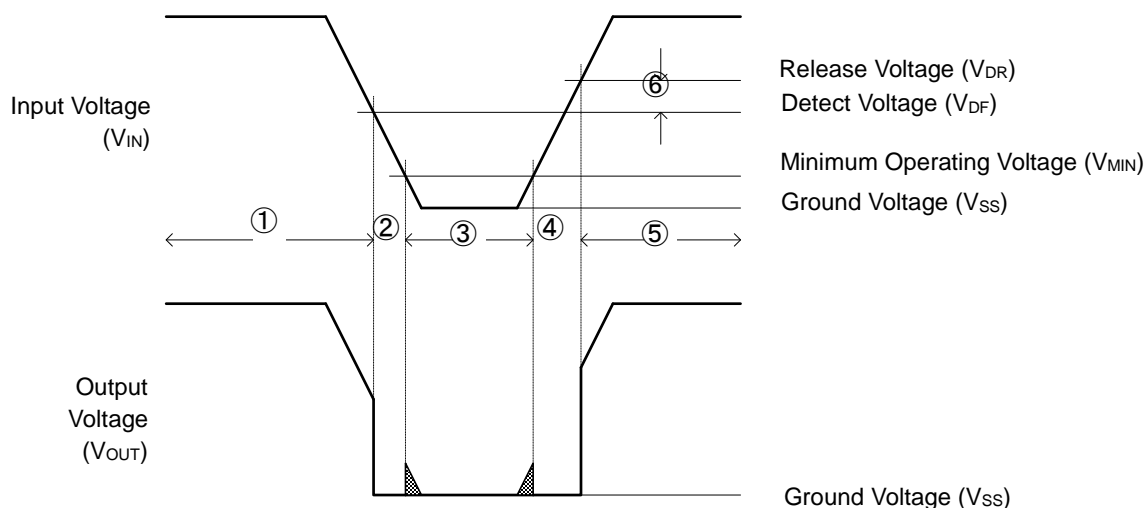 Release Voltage (VDR)
⑥
Input Voltage
(VIN)
Detect Voltage (VDF)
Minimum Operating Voltage (VMIN)
Ground Voltage (VSS)
① ② ③ ④ ⑤
Output
Voltage
(VOUT)
Ground Voltage (VSS)